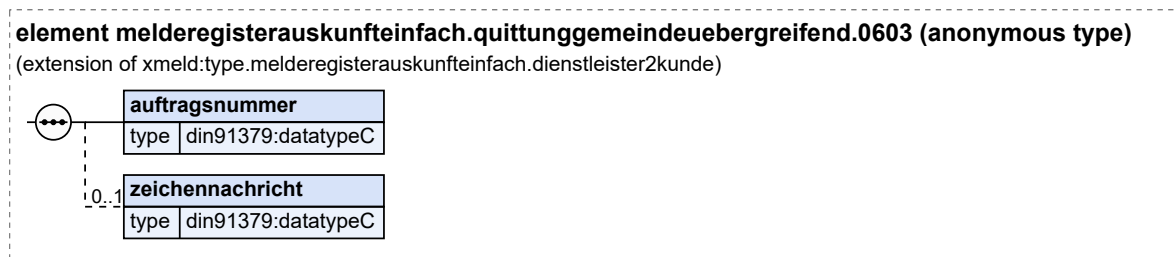 element melderegisterauskunfteinfach.quittunggemeindeuebergreifend.0603 (anonymous type)
(extension of xmeld:type.melderegisterauskunfteinfach.dienstleister2kunde)
auftragsnummer
type din91379:datatypeC
0..1 zeichennachricht
type din91379:datatypeC